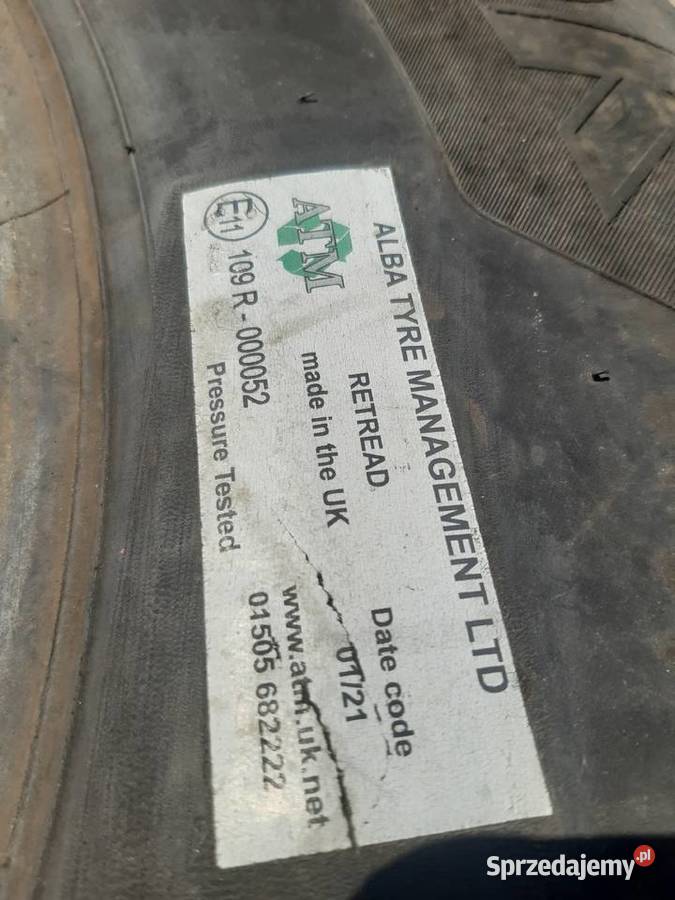 ALBA TYRE MANAGEMENT LTD
ATM
RETREAD
Date code
made in the UK
01/21
E11
109 R - 000052
www.atm.uk.net
Pressure Tested
01505 682222
Sprzedajemy.pl